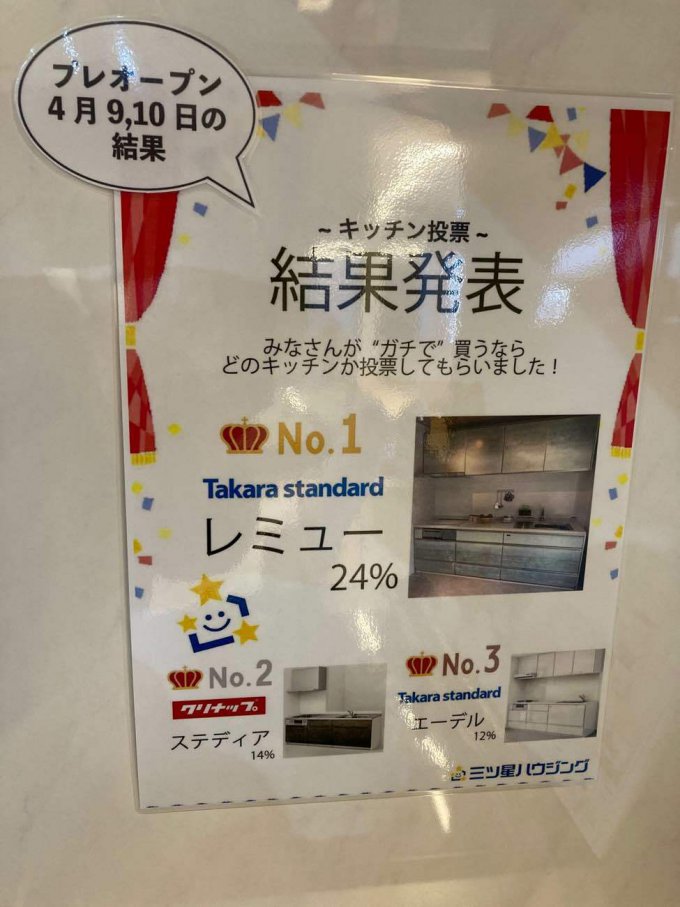 プレオープン
4月9,10日の
結果
~キッチン投票~
結果発表
みなさんが“ガチで”買うなら
どのキッチンか投票してもらいました！
No.1
Takara standard
レミュー
24%
No.2
クリナップ
ステディア
14%
No.3
Takara standard
エーデル
12%
三ツ星ハウジング